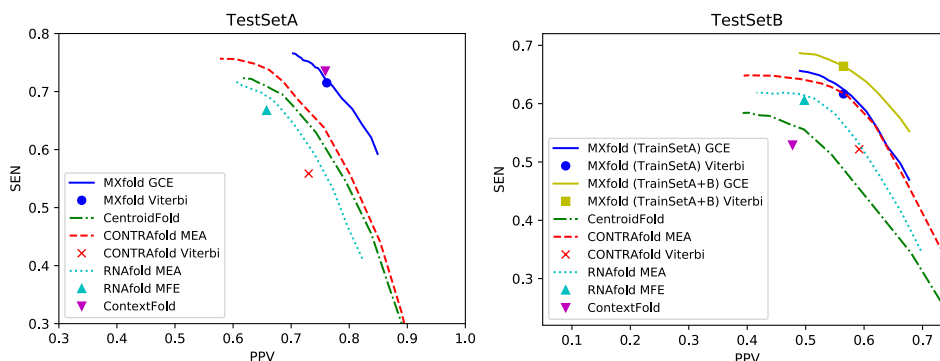 TestSetA
0.8
0.7
0.6
0.5
0.4
0.3
SEN
MXfold GCE
MXfold Viterbi
CentroidFold
CONTRAfold MEA
CONTRAfold Viterbi
RNAfold MEA
RNAfold MFE
ContextFold
0.3 0.4 0.5 0.6 0.7 0.8 0.9 1.0
PPV
TestSetB
0.7
0.6
0.5
0.4
0.3
SEN
MXfold (TrainSetA) GCE
MXfold (TrainSetA) Viterbi
MXfold (TrainSetA+B) GCE
MXfold (TrainSetA+B) Viterbi
CentroidFold
CONTRAfold MEA
CONTRAfold Viterbi
RNAfold MEA
RNAfold MFE
ContextFold
0.1 0.2 0.3 0.4 0.5 0.6 0.7
PPV